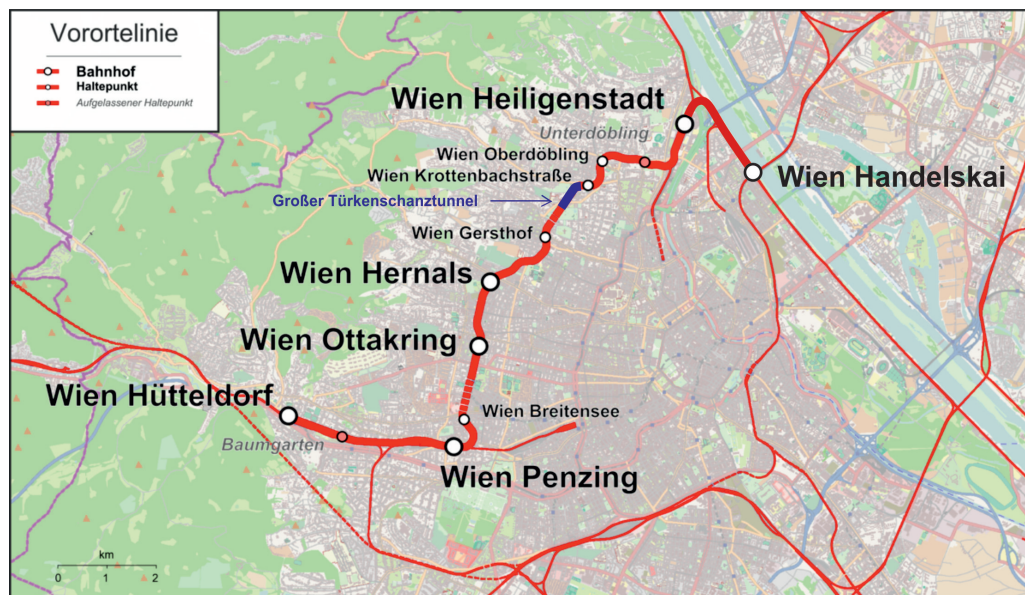 Vorortelinie
Bahnhof
Haltepunkt
Aufgelassener Haltepunkt
Wien Heiligenstadt
Unterdöbling
Wien Oberdöbling
Wien Krottenbachstraße
Wien Handelskai
Großer Türkenschanztunnel
Wien Gersthof
Wien Hernals
Wien Ottakring
Wien Hütteldorf
Wien Breitensee
Baumgarten
Wien Penzing
km
0 1 2